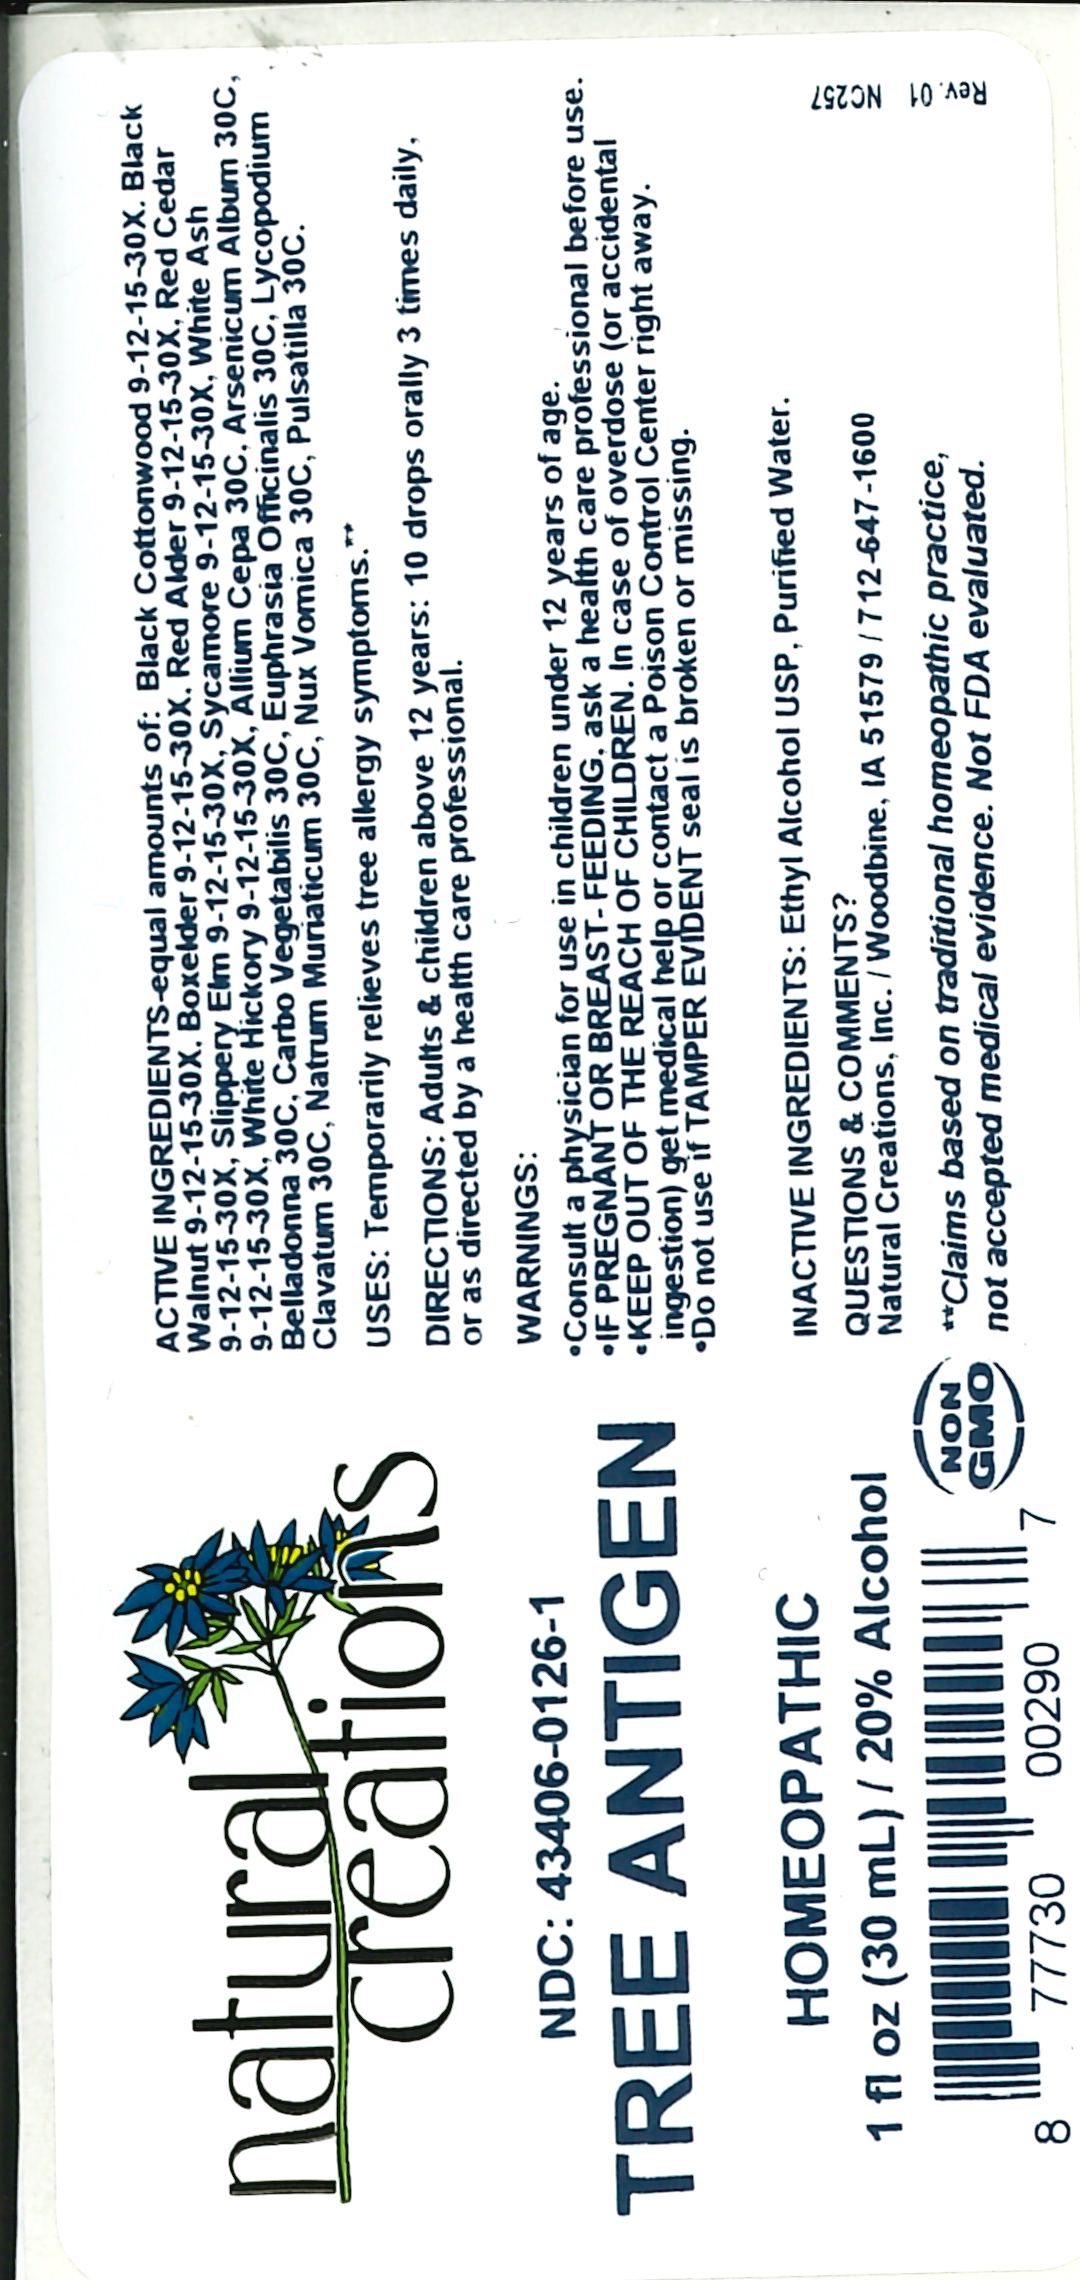 natural
creations
NDC: 43406-0126-1
TREE ANTIGEN
HOMEOPATHIC
1 fl oz (30 mL) / 20% Alcohol
8 77730 00290 7
NON
GMO
ACTIVE INGREDIENTS-equal amounts of: Black Cottonwood 9-12-15-30X. Black
Walnut 9-12-15-30X. Boxelder 9-12-15-30X. Red Alder 9-12-15-30X, Red Cedar
9-12-15-30X, Slippery Elm 9-12-15-30X, Sycamore 9-12-15-30X, White Ash
9-12-15-30X, White Hickory 9-12-15-30X, Allium Cepa 30C, Arsenicum Album 30C,
Belladonna 30C, Carbo Vegetabilis 30C, Euphrasia Officinalis 30C, Lycopodium
Clavatum 30C, Natrum Muriaticum 30C, Nux Vomica 30C, Pulsatilla 30C.
USES: Temporarily relieves tree allergy symptoms.**
DIRECTIONS: Adults & children above 12 years: 10 drops orally 3 times daily,
or as directed by a health care professional.
WARNINGS:
•Consult a physician for use in children under 12 years of age.
•IF PREGNANT OR BREAST- FEEDING, ask a health care professional before use.
•KEEP OUT OF THE REACH OF CHILDREN. In case of overdose (or accidental
ingestion) get medical help or contact a Poison Control Center right away.
•Do not use if TAMPER EVIDENT seal is broken or missing.
INACTIVE INGREDIENTS: Ethyl Alcohol USP, Purified Water.
QUESTIONS & COMMENTS?
Natural Creations, Inc. / Woodbine, IA 51579 / 712-647-1600
**Claims based on traditional homeopathic practice,
not accepted medical evidence. Not FDA evaluated.
Rev. 01 NC257